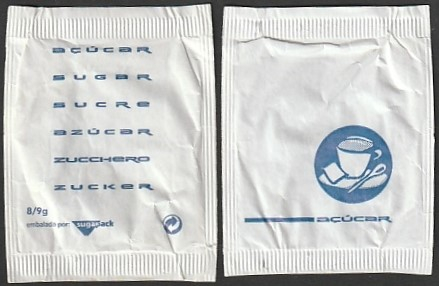 açúcar
sugar
sucre
azúcar
zucchero
zucker
8/9g
embalado por: sugarpack
açúcar